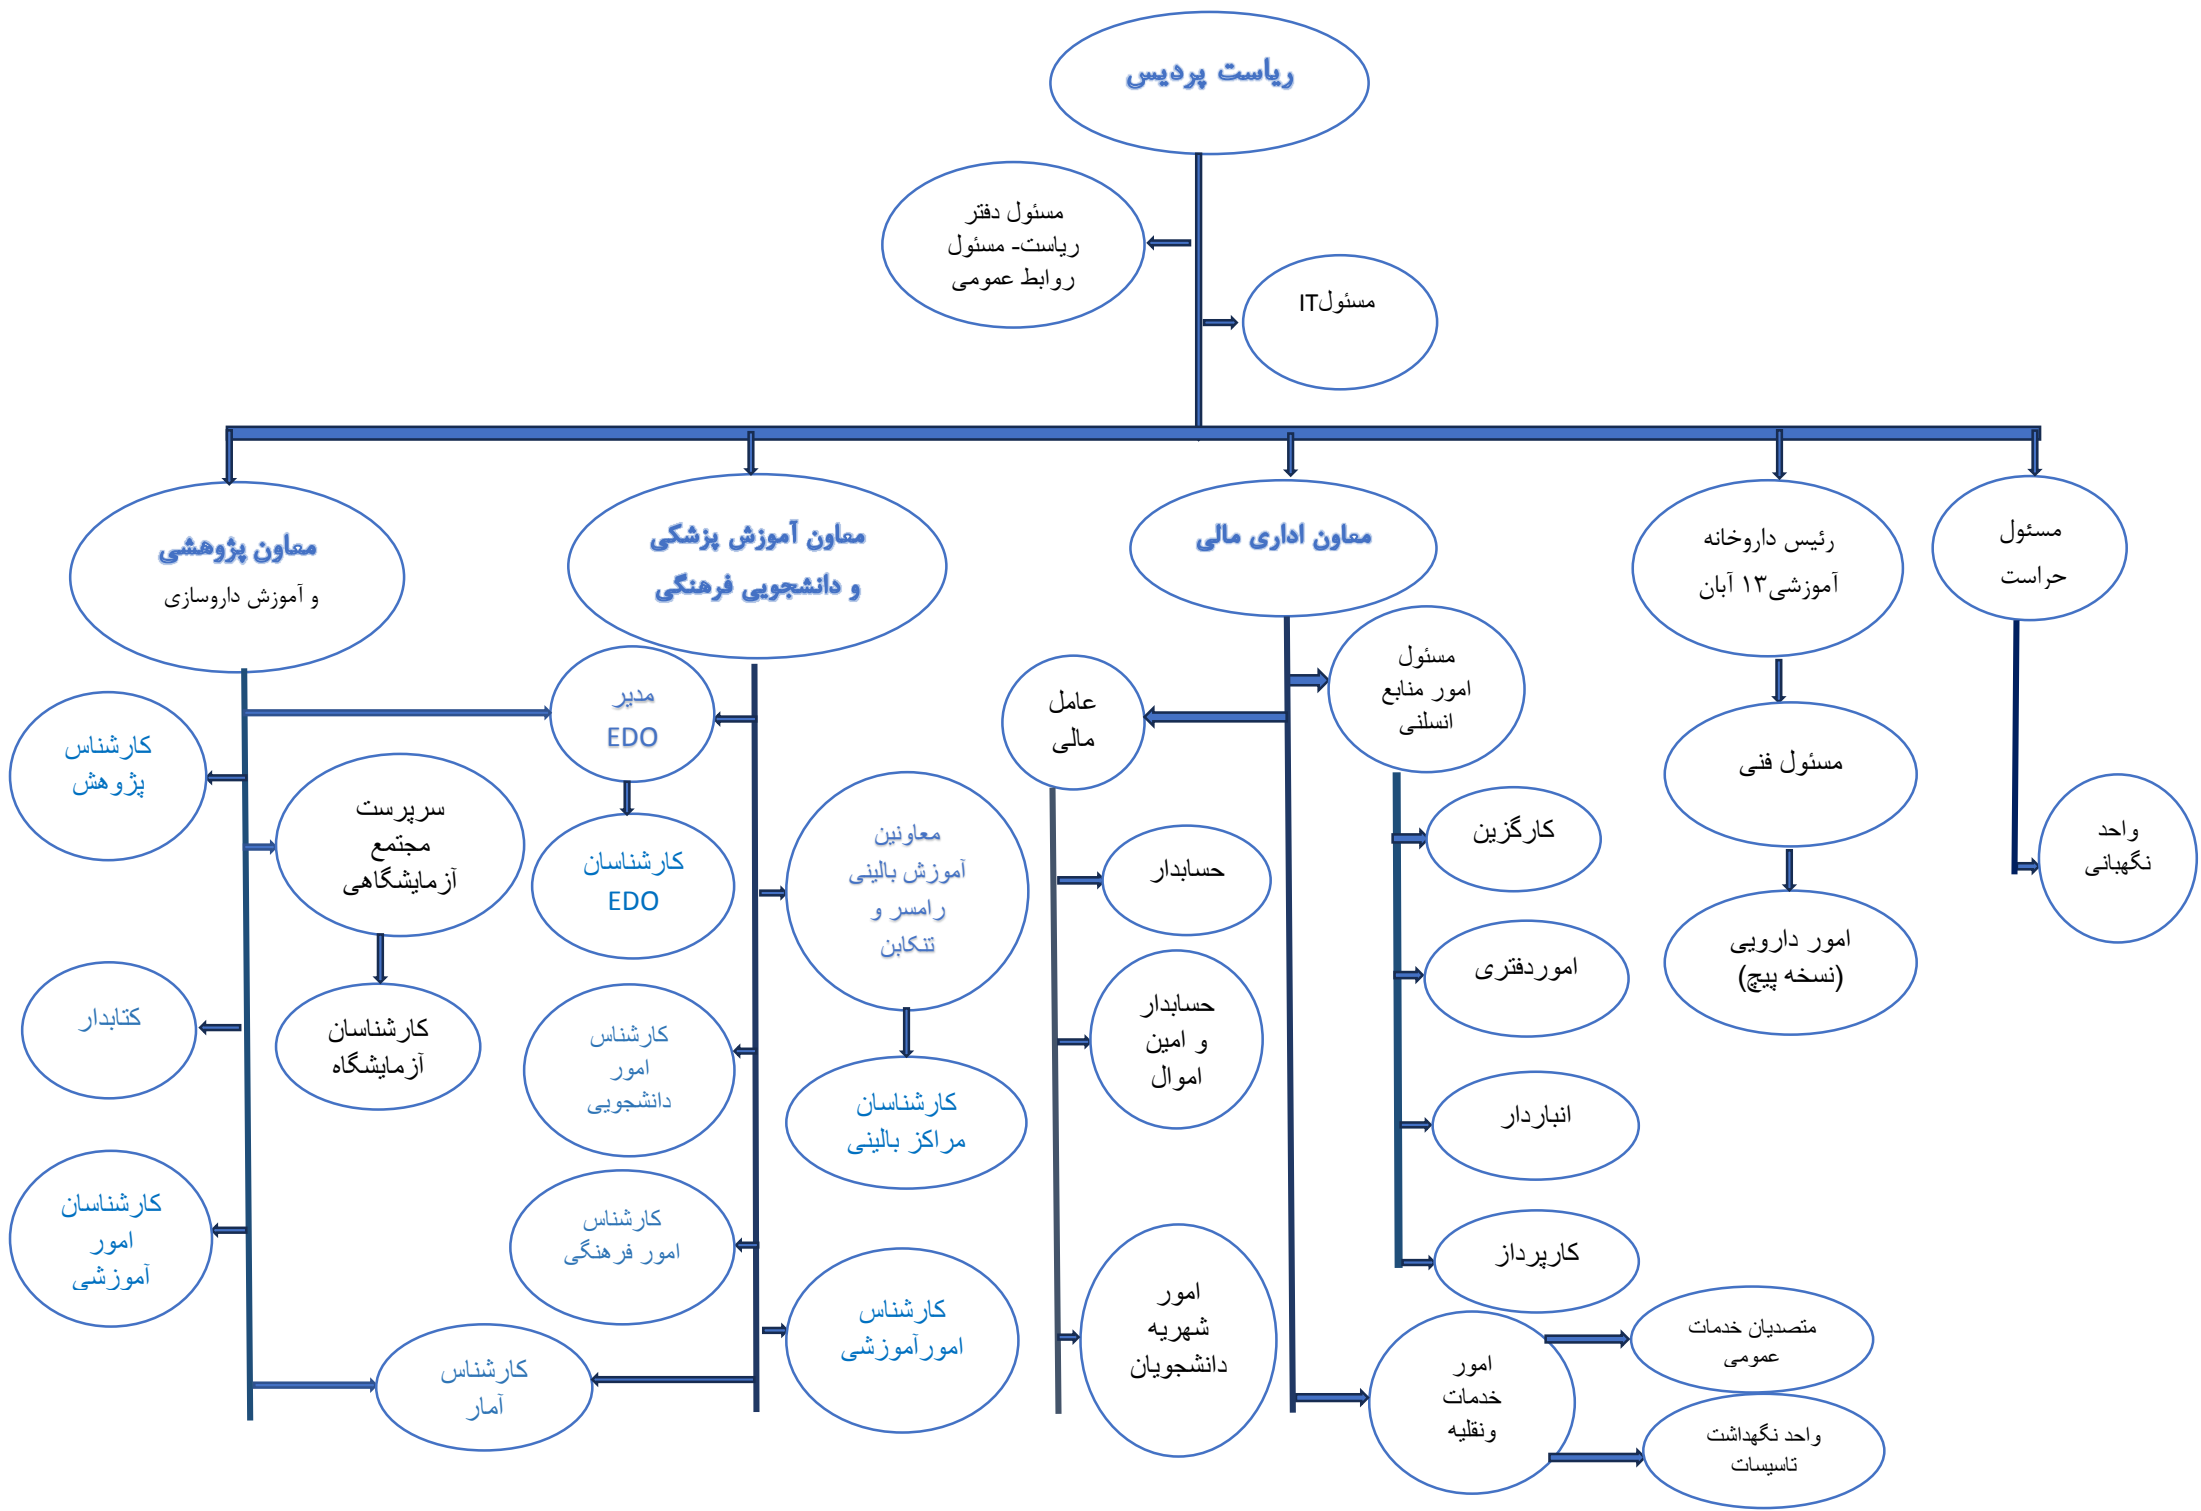 ریاست پردیس
مسئول دفتر
ریاست- مسئول
روابط عمومی
مسئولIT
مسئول
حراست
رئیس داروخانه
آموزشی۱۳ آبان
معاون اداری مالی
معاون آموزش پزشکی
و دانشجویی فرهنگی
معاون پژوهشی
و آموزش داروسازی
واحد
نگهبانی
مسئول فنی
امور دارویی
(نسخه پیچ)
مسئول
امور منابع
انسلنی
کارگزین
اموردفتری
انباردار
کارپرداز
عامل
مالی
حسابدار
حسابدار
و امین
اموال
امور
شهریه
دانشجویان
امور
خدمات
ونقلیه
متصدیان خدمات
عمومی
واحد نگهداشت
تاسیسات
مدیر
EDO
کارشناسان
EDO
معاونین
آموزش بالینی
رامسر و
تنکابن
کارشناسان
مراکز بالینی
کارشناس
امور
دانشجویی
کارشناس
امور فرهنگی
کارشناس
امورآموزشی
کارشناس
آمار
کارشناس
پژوهش
سرپرست
مجتمع
آزمایشگاهی
کارشناسان
آزمایشگاه
کتابدار
کارشناسان
امور
آموزشی